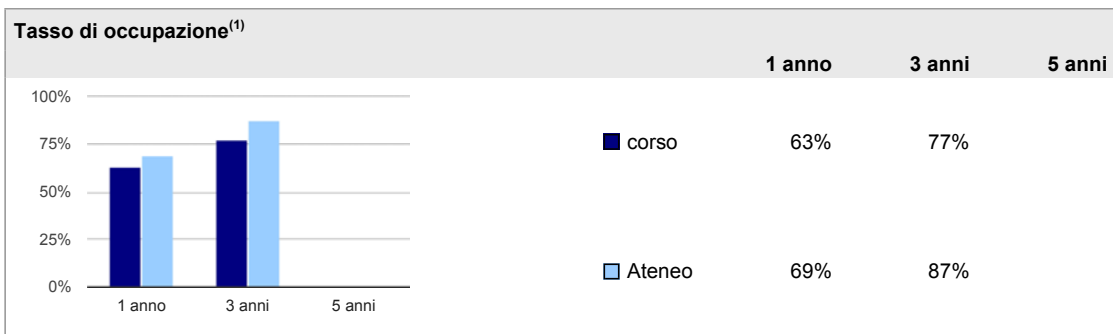 Tasso di occupazione(1)
1 anno 3 anni 5 anni
100%
75%
50%
25%
0%
1 anno 3 anni 5 anni
corso 63% 77%
Ateneo 69% 87%